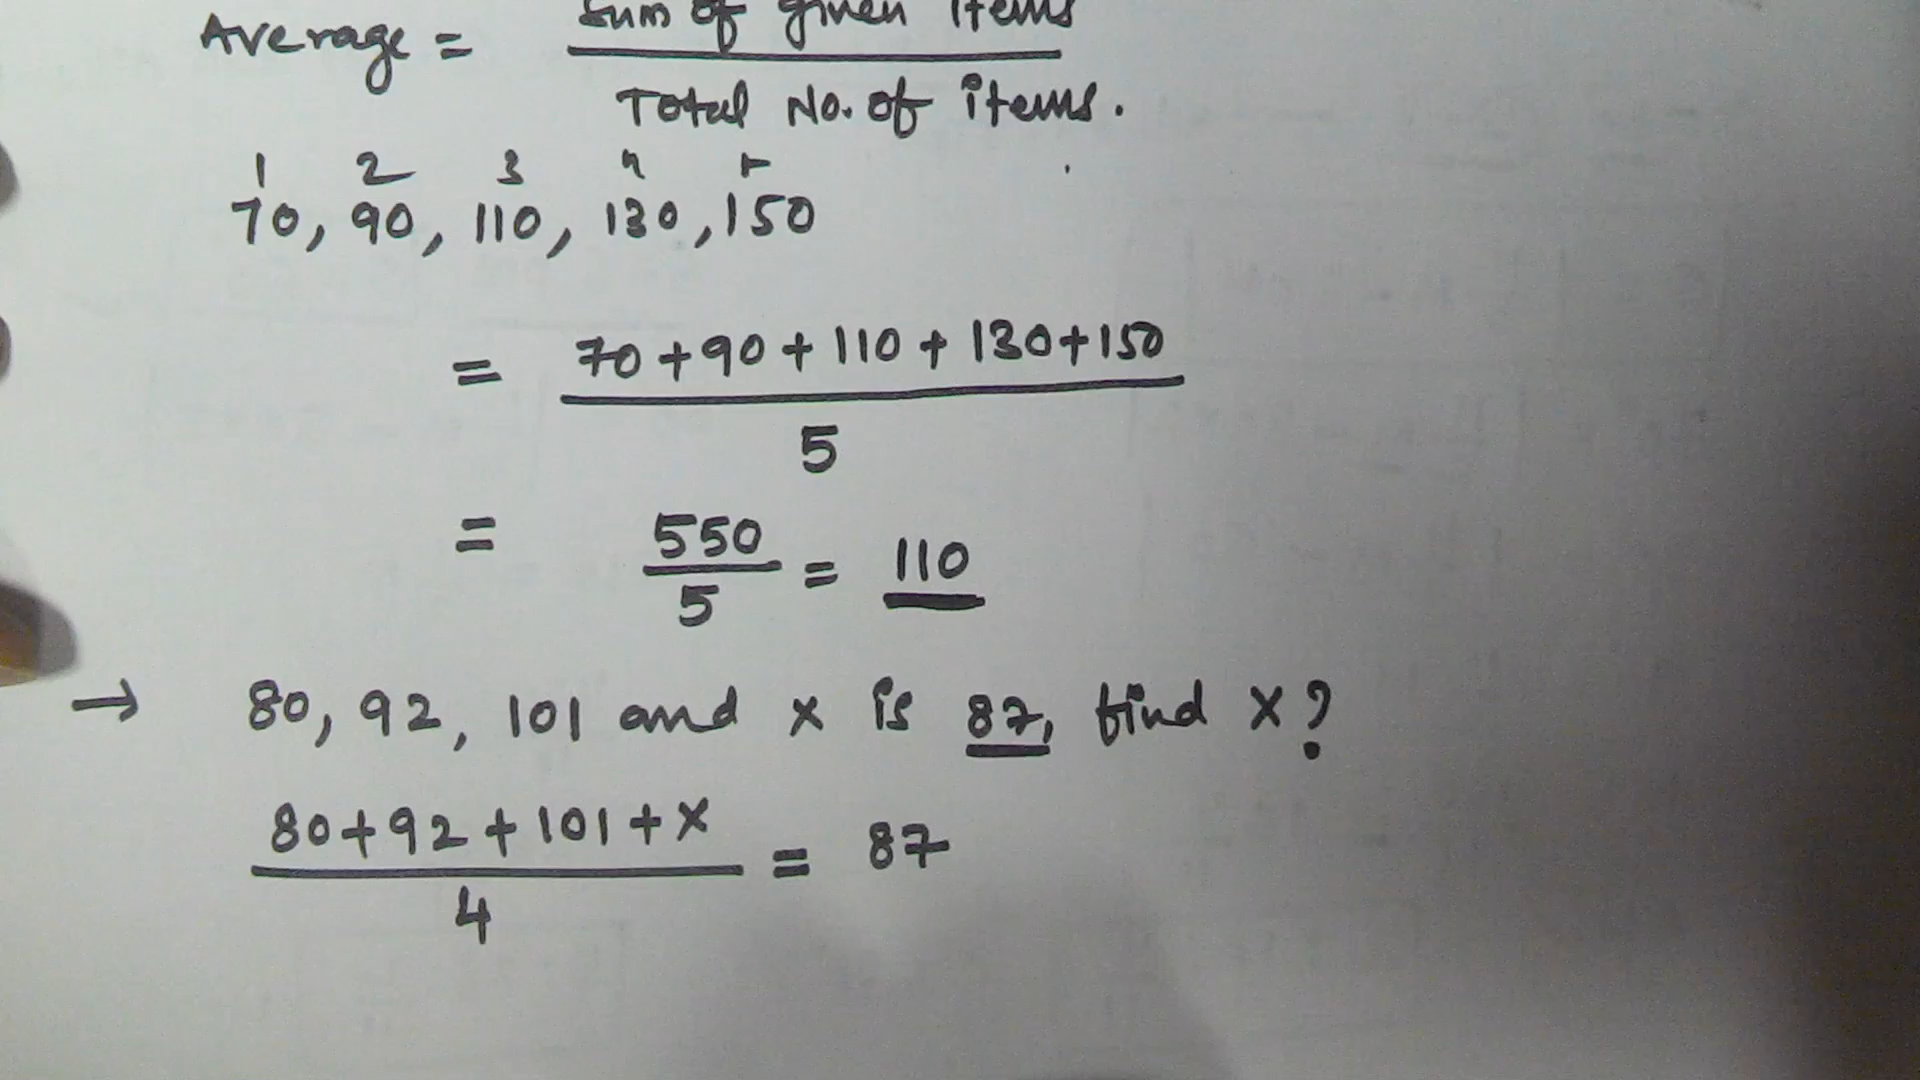 Average = Sum of given items
Total No. of items.
1 2 3 4 5
70, 90, 110, 130, 150
= 70 + 90 + 110 + 130 + 150
5
= 550 = 110
5
→ 80, 92, 101 and x is 87, find x?
80 + 92 + 101 + x = 87
4